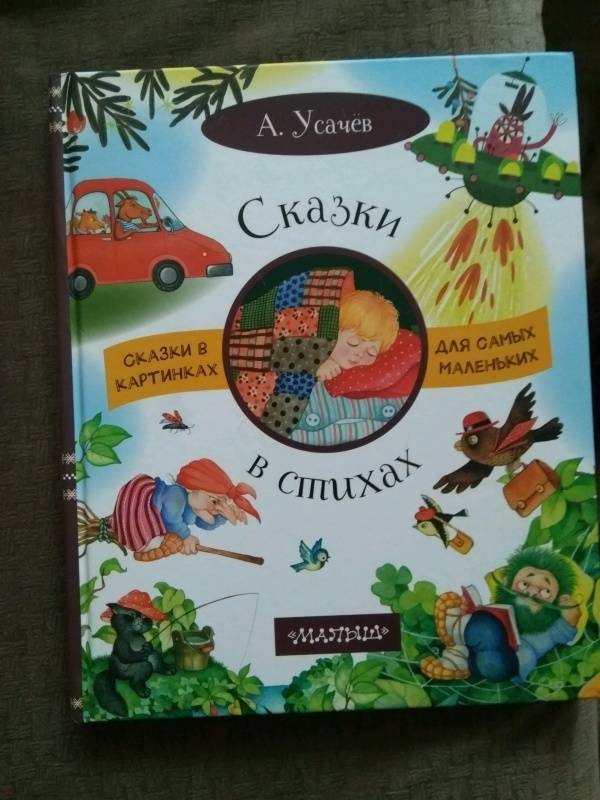 А. Усачёв
Сказки
СКАЗКИ В
КАРТИНКАХ
ДЛЯ САМЫХ
МАЛЕНЬКИХ
в стихах
«МАЛЫШ»